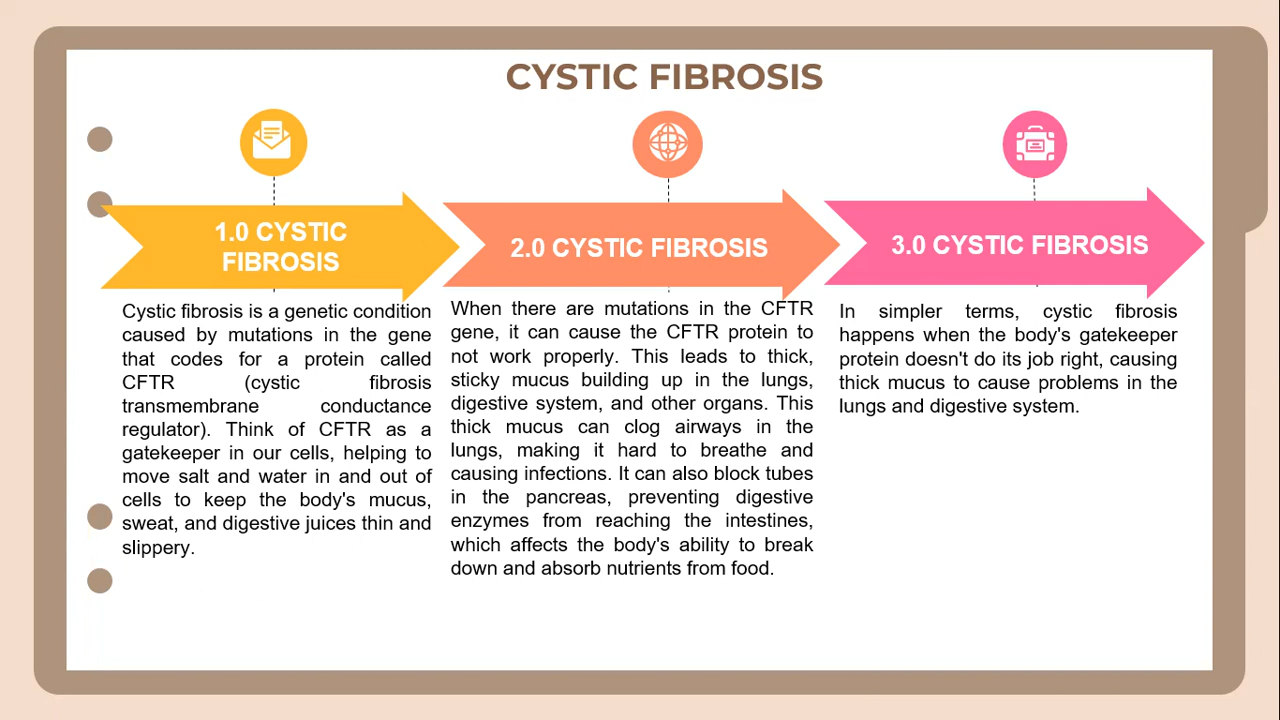 CYSTIC FIBROSIS
1.0 CYSTIC
FIBROSIS
Cystic fibrosis is a genetic condition
caused by mutations in the gene
that codes for a protein called
CFTR (cystic fibrosis
transmembrane conductance
regulator). Think of CFTR as a
gatekeeper in our cells, helping to
move salt and water in and out of
cells to keep the body's mucus,
sweat, and digestive juices thin and
slippery.
2.0 CYSTIC FIBROSIS
When there are mutations in the CFTR
gene, it can cause the CFTR protein to
not work properly. This leads to thick,
sticky mucus building up in the lungs,
digestive system, and other organs. This
thick mucus can clog airways in the
lungs, making it hard to breathe and
causing infections. It can also block tubes
in the pancreas, preventing digestive
enzymes from reaching the intestines,
which affects the body's ability to break
down and absorb nutrients from food.
3.0 CYSTIC FIBROSIS
In simpler terms, cystic fibrosis
happens when the body's gatekeeper
protein doesn't do its job right, causing
thick mucus to cause problems in the
lungs and digestive system.